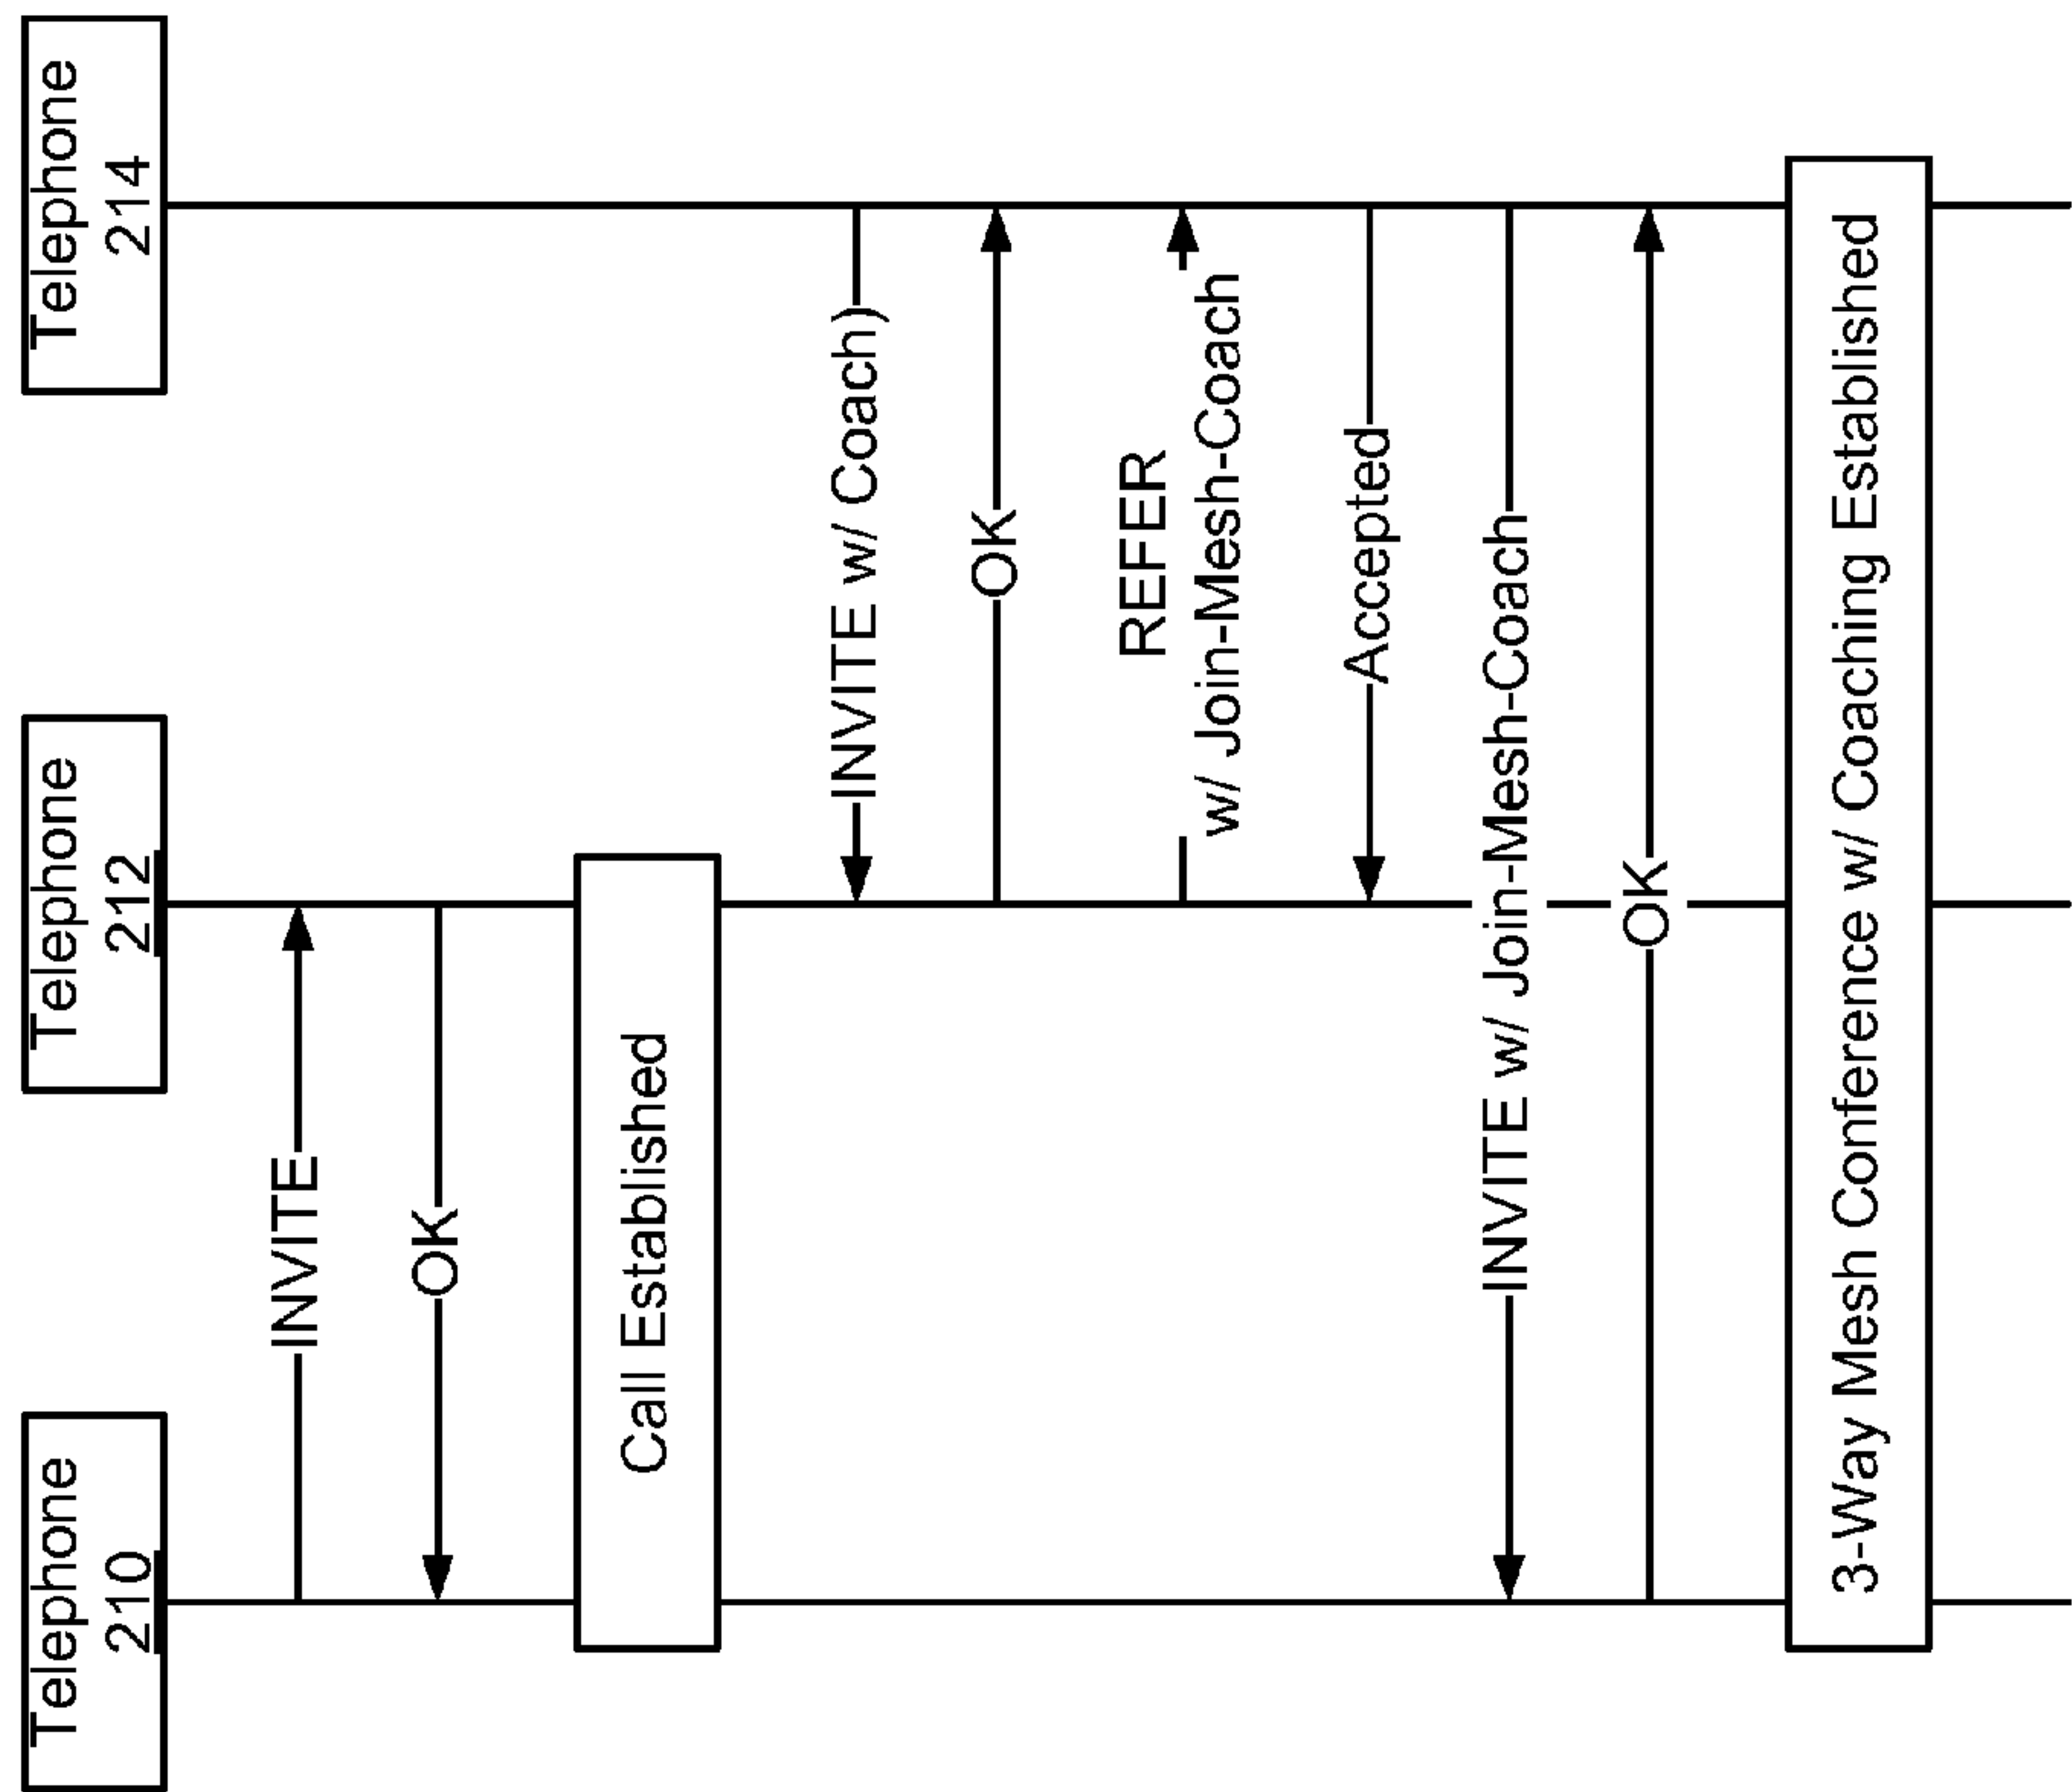 Telephone
210
Telephone
212
Telephone
214
INVITE
OK
Call Established
INVITE w/ Coach)
OK
REFER
w/ Join-Mesh-Coach
Accepted
INVITE w/ Join-Mesh-Coach
OK
3-Way Mesh Conference w/ Coaching Established